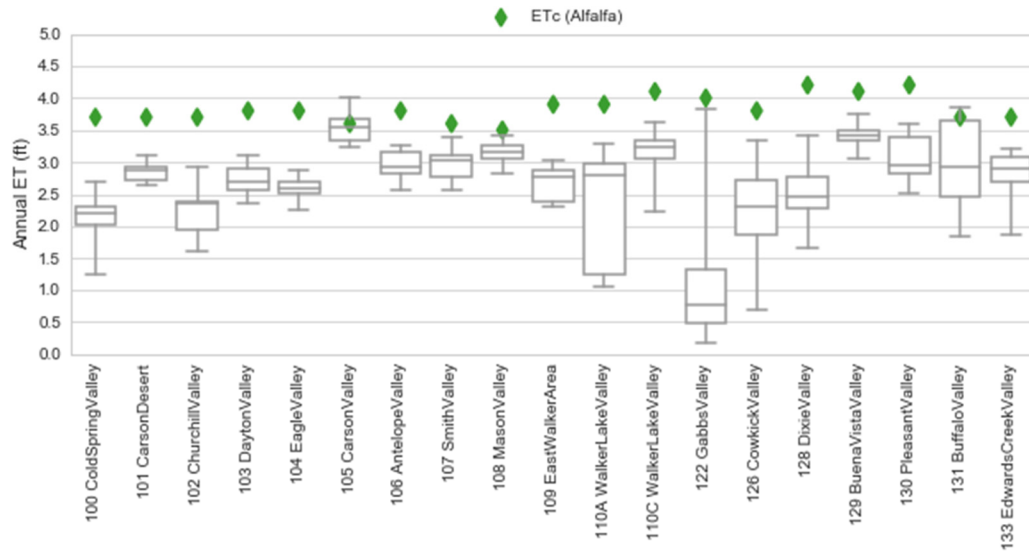 ETc (Alfalfa)
5.0
4.5
4.0
3.5
3.0
2.5
2.0
1.5
1.0
0.5
0.0
Annual ET (ft)
100 ColdSpringValley
101 CarsonDesert
102 ChurchillValley
103 DaytonValley
104 EagleValley
105 CarsonValley
106 AntelopeValley
107 SmithValley
108 MasonValley
109 EastWalkerArea
110A WalkerLakeValley
110C WalkerLakeValley
122 GabbsValley
126 CowkickValley
128 DixieValley
129 BuenaVistaValley
130 PleasantValley
131 BuffaloValley
133 EdwardsCreekValley